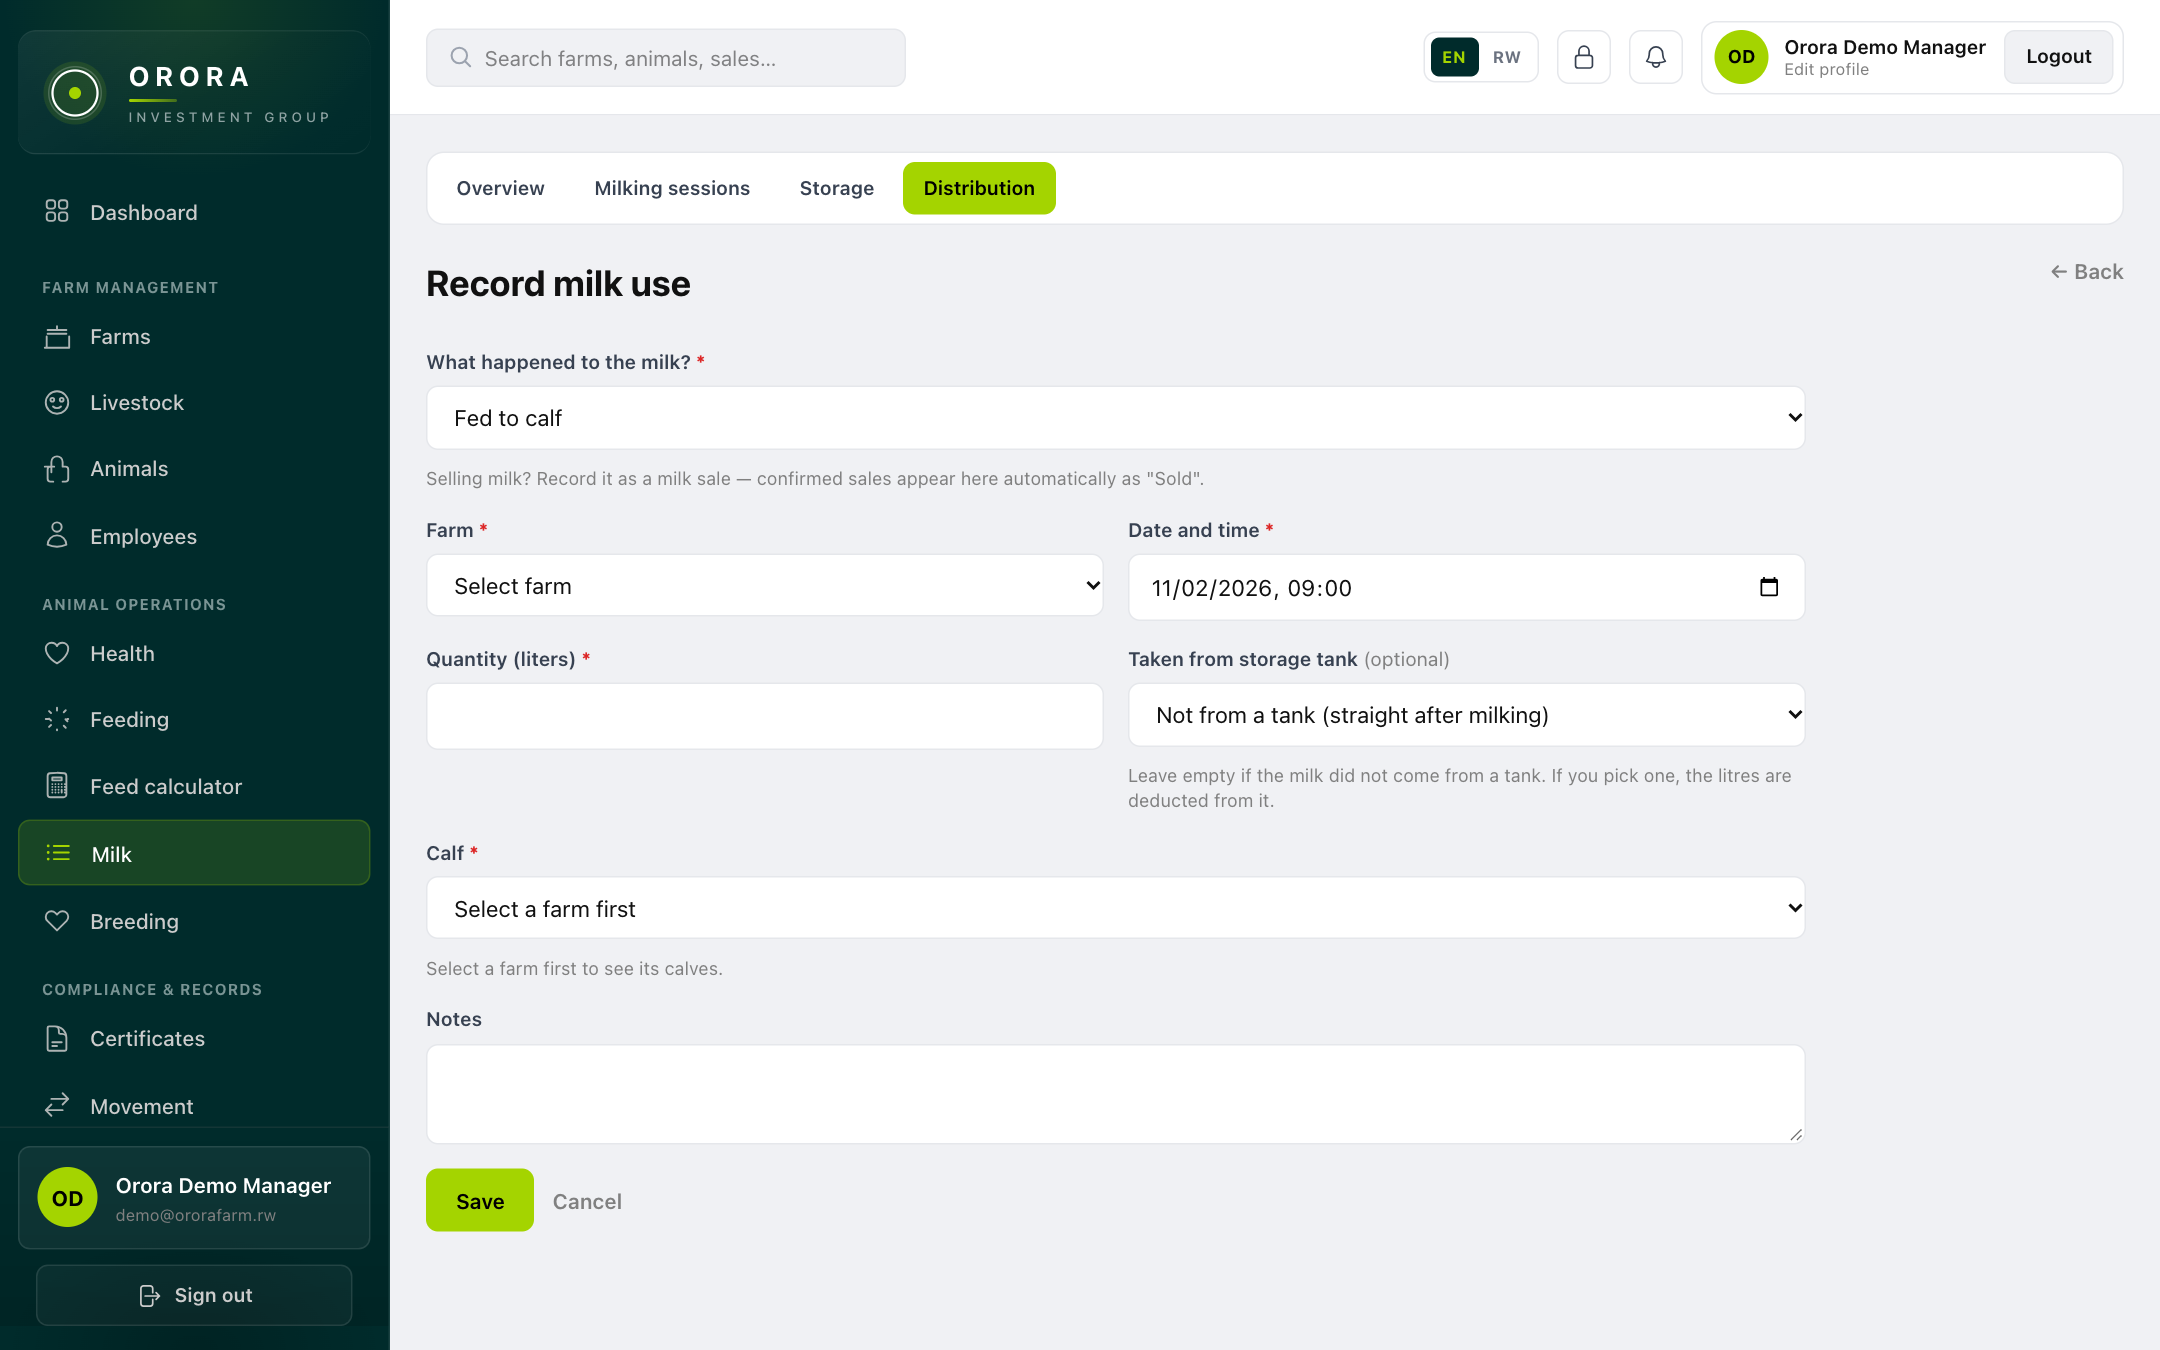 ORORA
INVESTMENT GROUP
Dashboard
FARM MANAGEMENT
Farms
Livestock
Animals
Employees
ANIMAL OPERATIONS
Health
Feeding
Feed calculator
Milk
Breeding
COMPLIANCE & RECORDS
Certificates
Movement
OD
Orora Demo Manager
demo@ororafarm.rw
Sign out
Search farms, animals, sales...
EN
RW
OD
Orora Demo Manager
Edit profile
Logout
Overview
Milking sessions
Storage
Distribution
Record milk use
← Back
What happened to the milk? *
Fed to calf
Selling milk? Record it as a milk sale — confirmed sales appear here automatically as "Sold".
Farm *
Select farm
Date and time *
11/02/2026, 09:00
Quantity (liters) *
Taken from storage tank (optional)
Not from a tank (straight after milking)
Leave empty if the milk did not come from a tank. If you pick one, the litres are
deducted from it.
Calf *
Select a farm first
Select a farm first to see its calves.
Notes
Save
Cancel